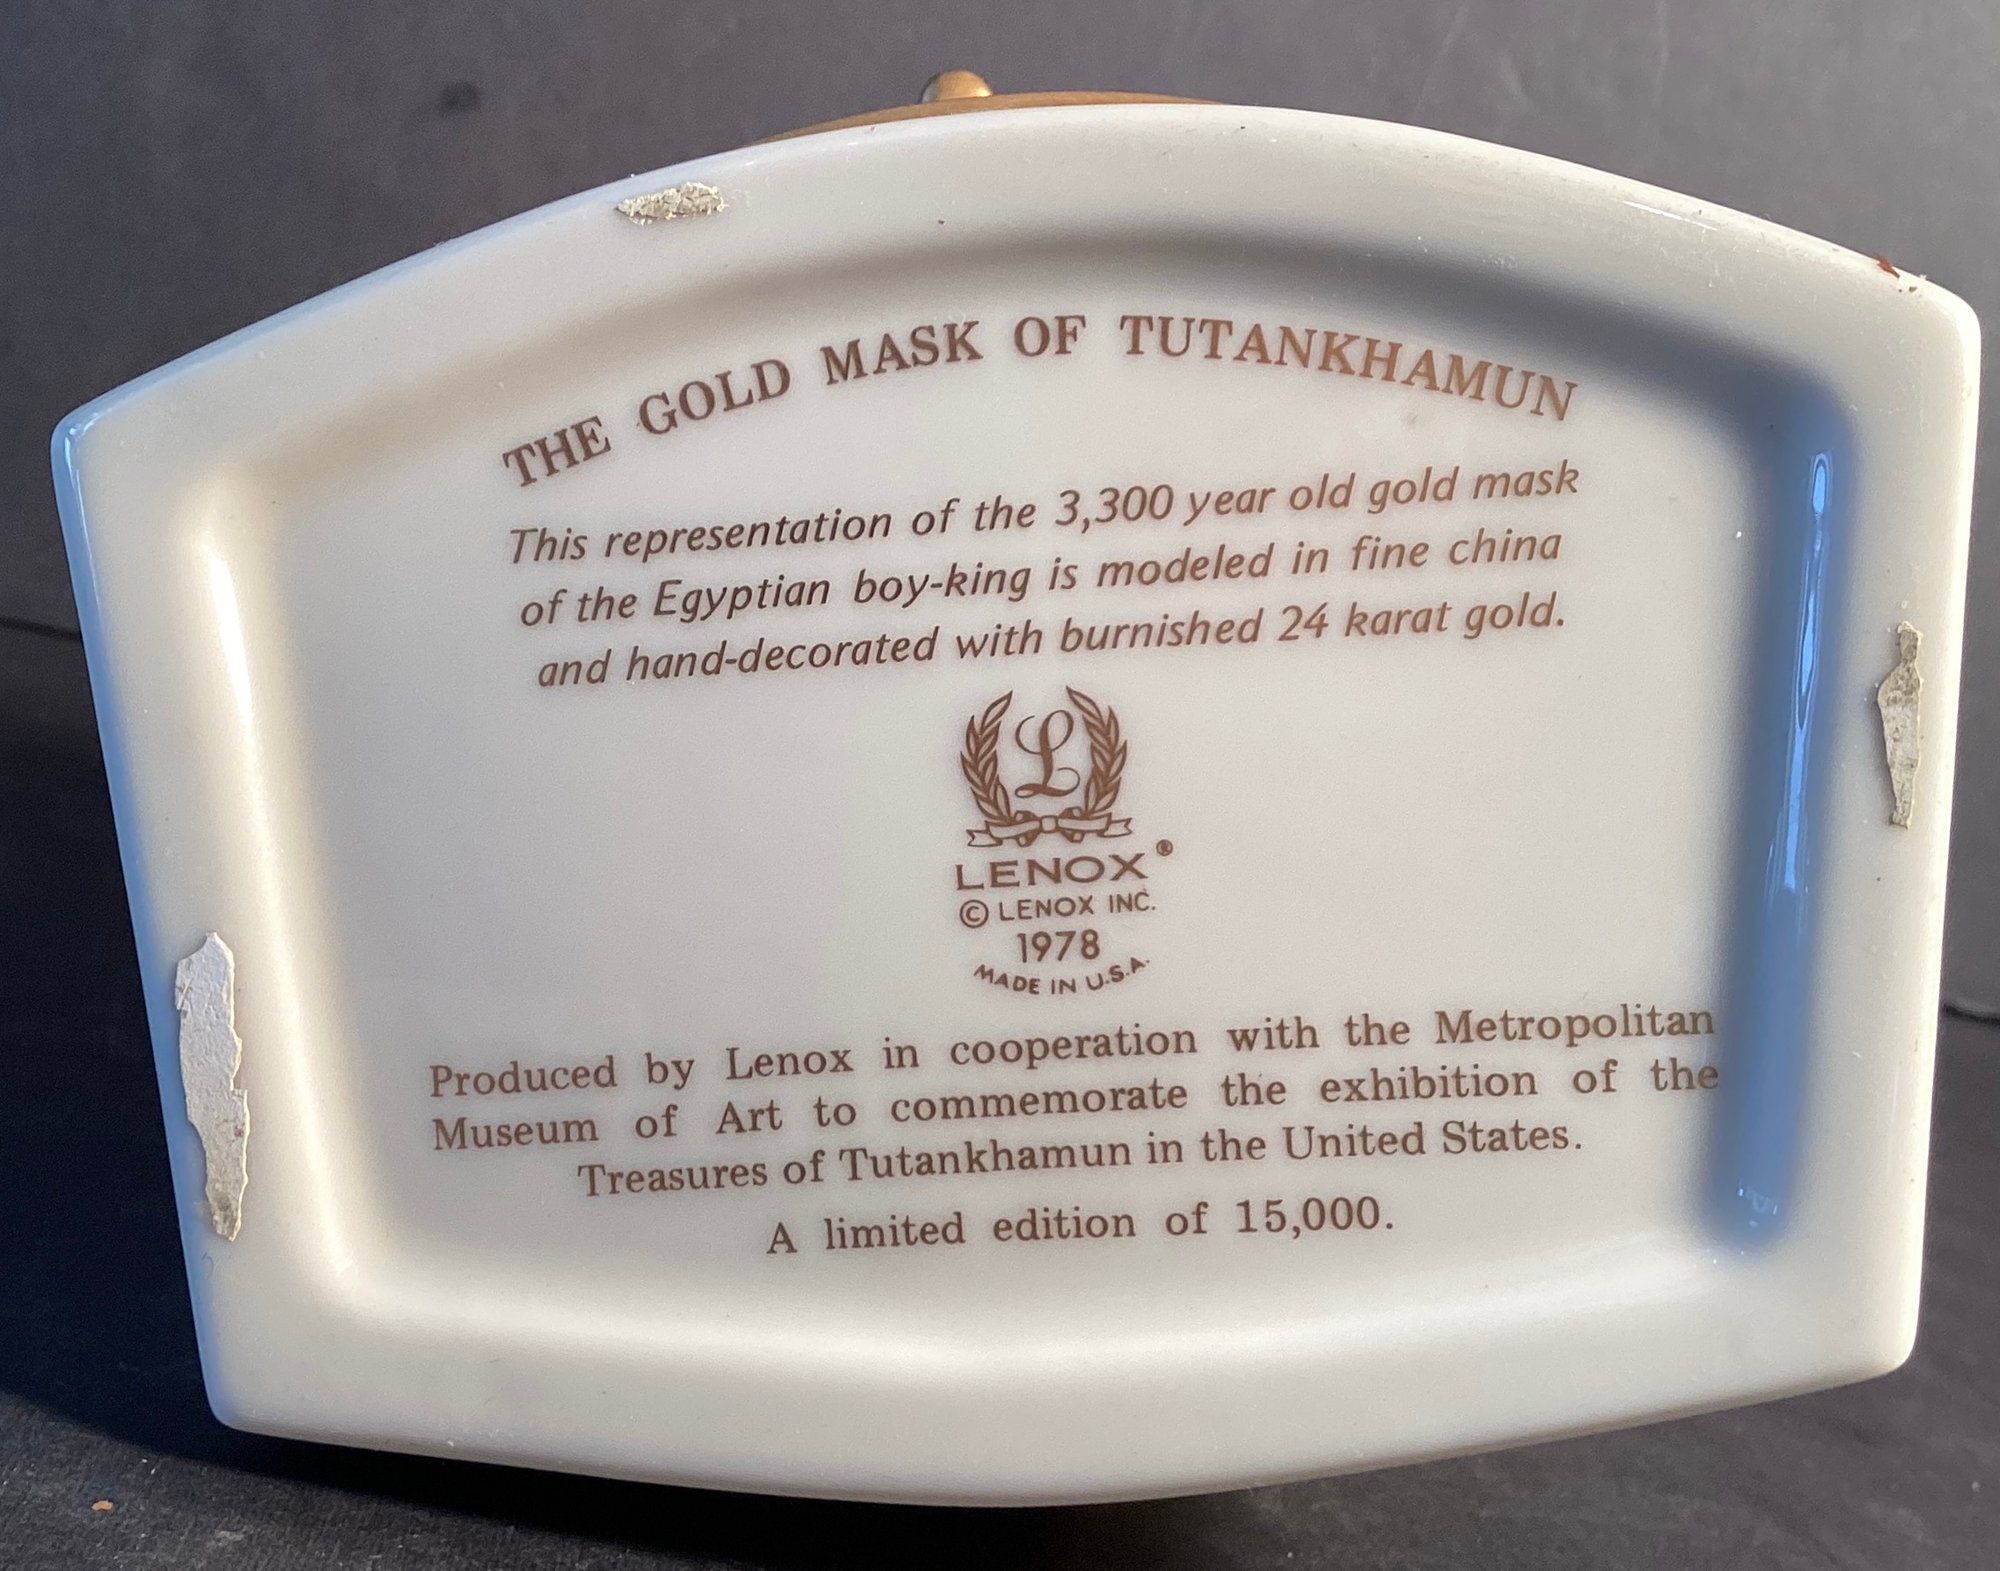 THE GOLD MASK OF TUTANKHAMUN
This representation of the 3,300 year old gold mask
of the Egyptian boy-king is modeled in fine china
and hand-decorated with burnished 24 karat gold.
L
LENOX®
© LENOX INC.
1978
MADE IN U.S.A.
Produced by Lenox in cooperation with the Metropolitan
Museum of Art to commemorate the exhibition of the
Treasures of Tutankhamun in the United States.
A limited edition of 15,000.